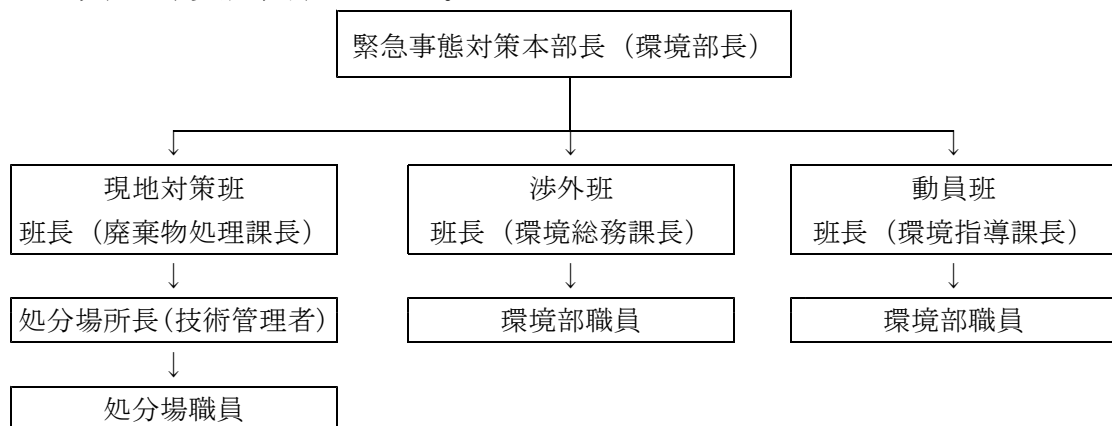 緊急事態対策本部長（環境部長）
↓ ↓ ↓
現地対策班 渉外班 動員班
班長（廃棄物処理課長） 班長（環境総務課長） 班長（環境指導課長）
↓ ↓ ↓
処分場所長（技術管理者） 環境部職員 環境部職員
↓
処分場職員